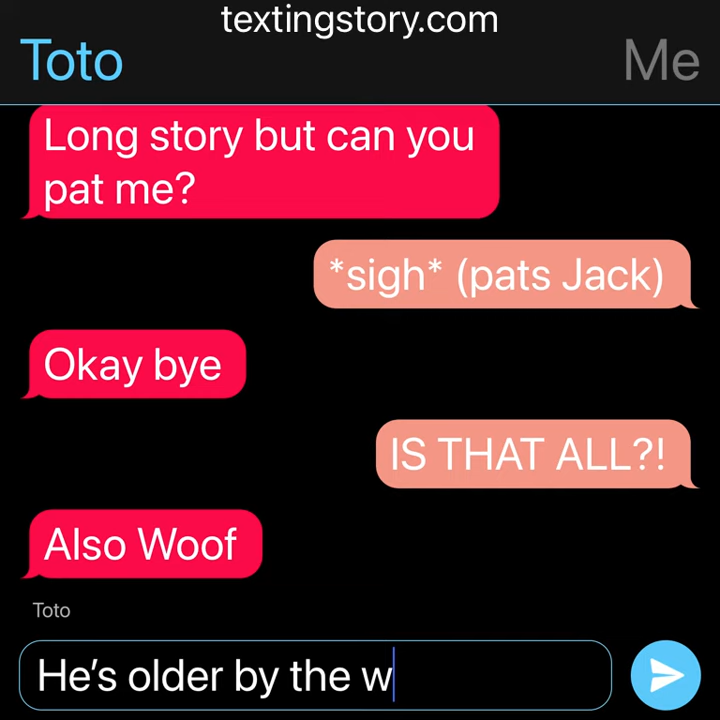 textingstory.com
Toto
Me
Long story but can you
pat me?
*sigh* (pats Jack)
Okay bye
IS THAT ALL?!
Also Woof
Toto
He’s older by the w